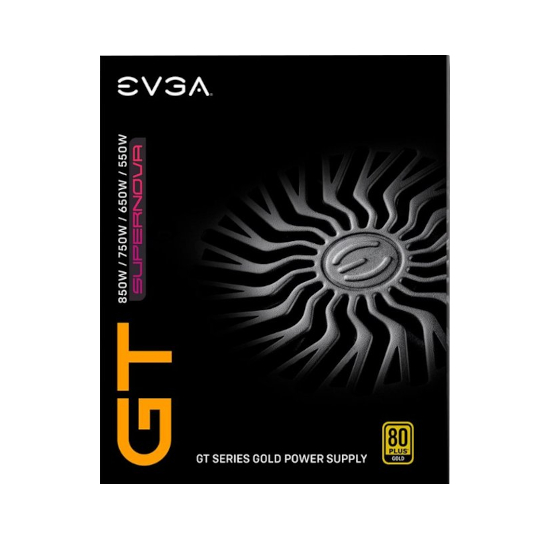 EVGA
850W / 750W / 650W / 550W
SUPERNOVA
GT
GT SERIES GOLD POWER SUPPLY
80
PLUS
GOLD